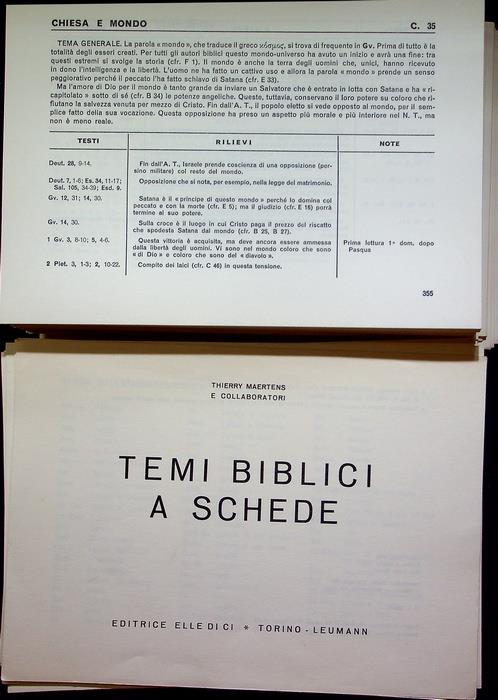 CHIESA E MONDO C. 35
TEMA GENERALE. La parola « mondo », che traduce il greco κόσμος, si trova di frequente in Gv. Prima di tutto è la
totalità degli esseri creati. Per tutti gli autori biblici questo mondo-universo ha avuto un inizio e avrà una fine: tra
questi estremi si svolge la storia (cfr. F 1). Il mondo è anche la terra degli uomini che, unici, hanno ricevuto
in dono l'intelligenza e la libertà. L'uomo ne ha fatto un cattivo uso e allora la parola « mondo » prende un senso
peggiorativo perché il peccato l'ha fatto schiavo di Satana (cfr. E 33).
Ma l'amore di Dio per il mondo è tanto grande da inviare un Salvatore che è entrato in lotta con Satana e ha « ri-
capitolato » sotto di sé (cfr. B 34) le potenze angeliche. Queste, tuttavia, conservano il loro potere su coloro che ri-
fiutano la salvezza venuta per mezzo di Cristo. Fin dall'A. T., il popolo eletto si vede opposto al mondo, per il sem-
plice fatto della sua vocazione. Questa opposizione ha preso un aspetto più morale e più interiore nel N. T., ma
non è meno reale.
TESTI RILIEVI NOTE
Deut. 28, 9-14. Fin dall'A. T., Israele prende coscienza di una opposizione (per-
sino militare) col resto del mondo.
Deut. 7, 1-6; Es. 34, 11-17; Opposizione che si nota, per esempio, nella legge del matrimonio.
Sal. 105, 34-39; Esd. 9.
Gv. 12, 31; 14, 30. Satana è il « principe di questo mondo » perché lo domina col
peccato e con la morte (cfr. E 5); ma il giudizio (cfr. E 16) porrà
termine al suo potere.
Gv. 14, 30. Sulla croce è il luogo in cui Cristo paga il prezzo del riscatto
che spodesta Satana dal mondo (cfr. B 25, B 27).
1 Gv. 3, 8-10; 5, 4-6. Questa vittoria è acquisita, ma deve ancora essere ammessa Prima lettura 1ª dom. dopo
dalla libertà degli uomini. Vi sono nel mondo coloro che sono Pasqua
« di Dio » e coloro che sono del « diavolo ».
2 Piet. 3, 1-3; 2, 10-22. Compito dei laici (cfr. C 46) in questa tensione.
355
THIERRY MAERTENS
E COLLABORATORI
TEMI BIBLICI
A SCHEDE
EDITRICE ELLE DI CI * TORINO - LEUMANN